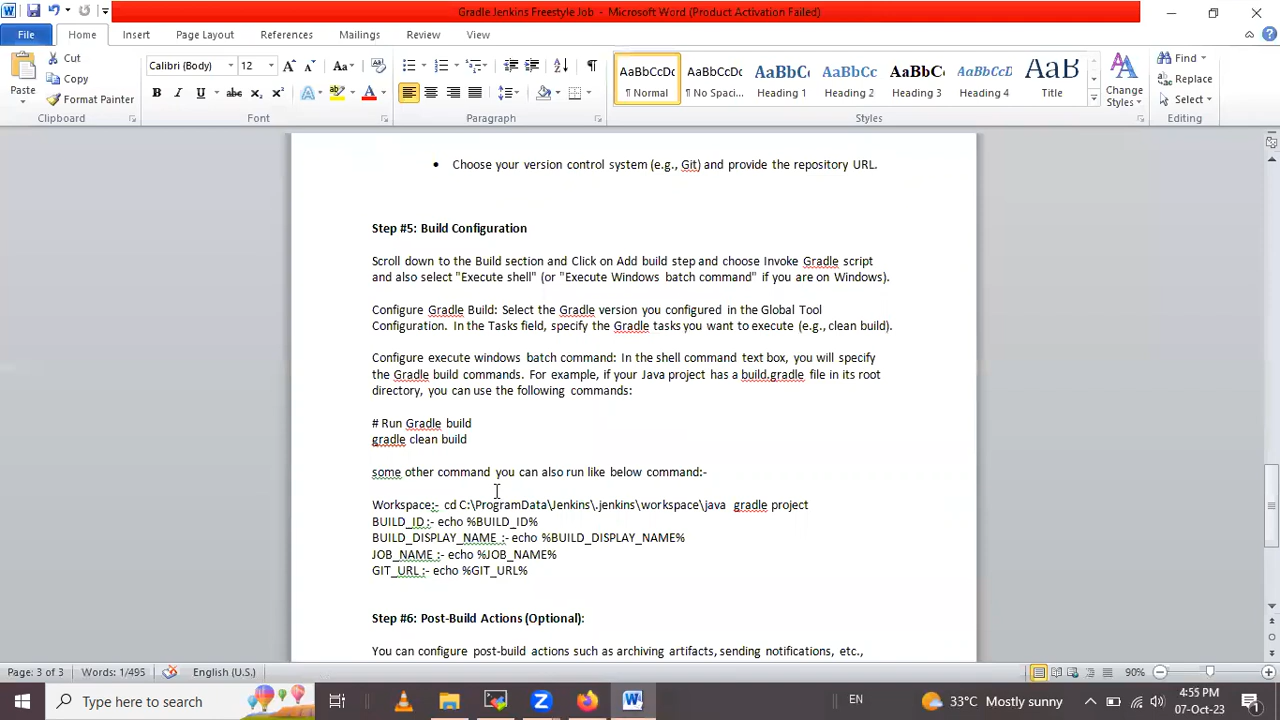 Gradle Jenkins Freestyle Job - Microsoft Word (Product Activation Failed)
File Home Insert Page Layout References Mailings Review View
Cut
Copy
Format Painter
Paste
Clipboard
Calibri (Body) 12
Font
Paragraph
AaBbCcDc AaBbCcDc AaBbCc AaBbCc AaBbCc AaBbCcDc AaB
¶ Normal ¶ No Spaci... Heading 1 Heading 2 Heading 3 Heading 4 Title
Styles
Change Styles
Find
Replace
Select
Editing
• Choose your version control system (e.g., Git) and provide the repository URL.
Step #5: Build Configuration
Scroll down to the Build section and Click on Add build step and choose Invoke Gradle script
and also select "Execute shell" (or "Execute Windows batch command" if you are on Windows).
Configure Gradle Build: Select the Gradle version you configured in the Global Tool
Configuration. In the Tasks field, specify the Gradle tasks you want to execute (e.g., clean build).
Configure execute windows batch command: In the shell command text box, you will specify
the Gradle build commands. For example, if your Java project has a build.gradle file in its root
directory, you can use the following commands:
# Run Gradle build
gradle clean build
some other command you can also run like below command:-
Workspace:- cd C:\ProgramData\Jenkins\.jenkins\workspace\java gradle project
BUILD_ID :- echo %BUILD_ID%
BUILD_DISPLAY_NAME :- echo %BUILD_DISPLAY_NAME%
JOB_NAME :- echo %JOB_NAME%
GIT_URL :- echo %GIT_URL%
Step #6: Post-Build Actions (Optional):
You can configure post-build actions such as archiving artifacts, sending notifications, etc.,
Page: 3 of 3 Words: 1/495 English (U.S.) 90%
Type here to search
EN
33°C Mostly sunny
4:55 PM
07-Oct-23